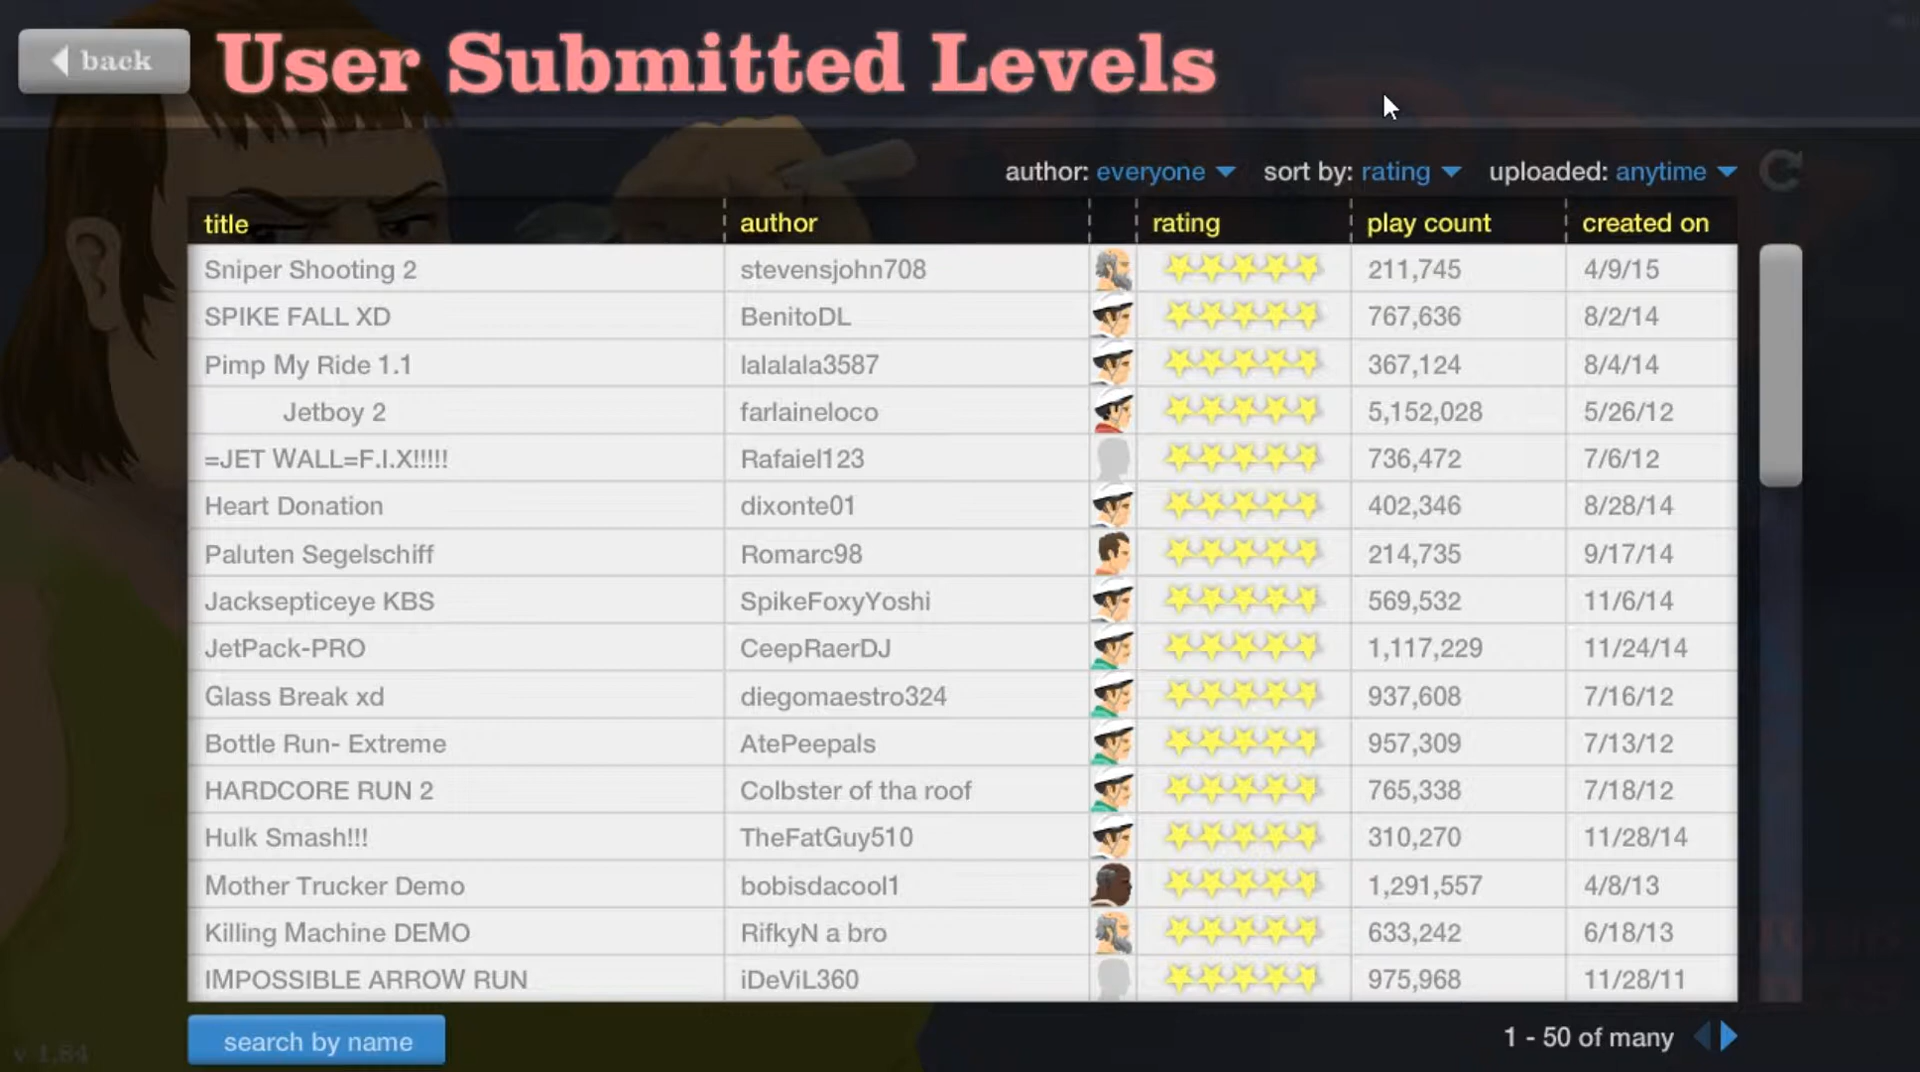 back
User Submitted Levels
author: everyone sort by: rating uploaded: anytime
title author rating play count created on
Sniper Shooting 2 stevensjohn708 211,745 4/9/15
SPIKE FALL XD BenitoDL 767,636 8/2/14
Pimp My Ride 1.1 lalalala3587 367,124 8/4/14
Jetboy 2 farlaineloco 5,152,028 5/26/12
=JET WALL=F.I.X!!!!! Rafaiel123 736,472 7/6/12
Heart Donation dixonte01 402,346 8/28/14
Paluten Segelschiff Romarc98 214,735 9/17/14
Jacksepticeye KBS SpikeFoxyYoshi 569,532 11/6/14
JetPack-PRO CeepRaerDJ 1,117,229 11/24/14
Glass Break xd diegomaestro324 937,608 7/16/12
Bottle Run- Extreme AtePeepals 957,309 7/13/12
HARDCORE RUN 2 Colbster of tha roof 765,338 7/18/12
Hulk Smash!!! TheFatGuy510 310,270 11/28/14
Mother Trucker Demo bobisdacool1 1,291,557 4/8/13
Killing Machine DEMO RifkyN a bro 633,242 6/18/13
IMPOSSIBLE ARROW RUN iDeViL360 975,968 11/28/11
search by name
1 - 50 of many
v 1.84